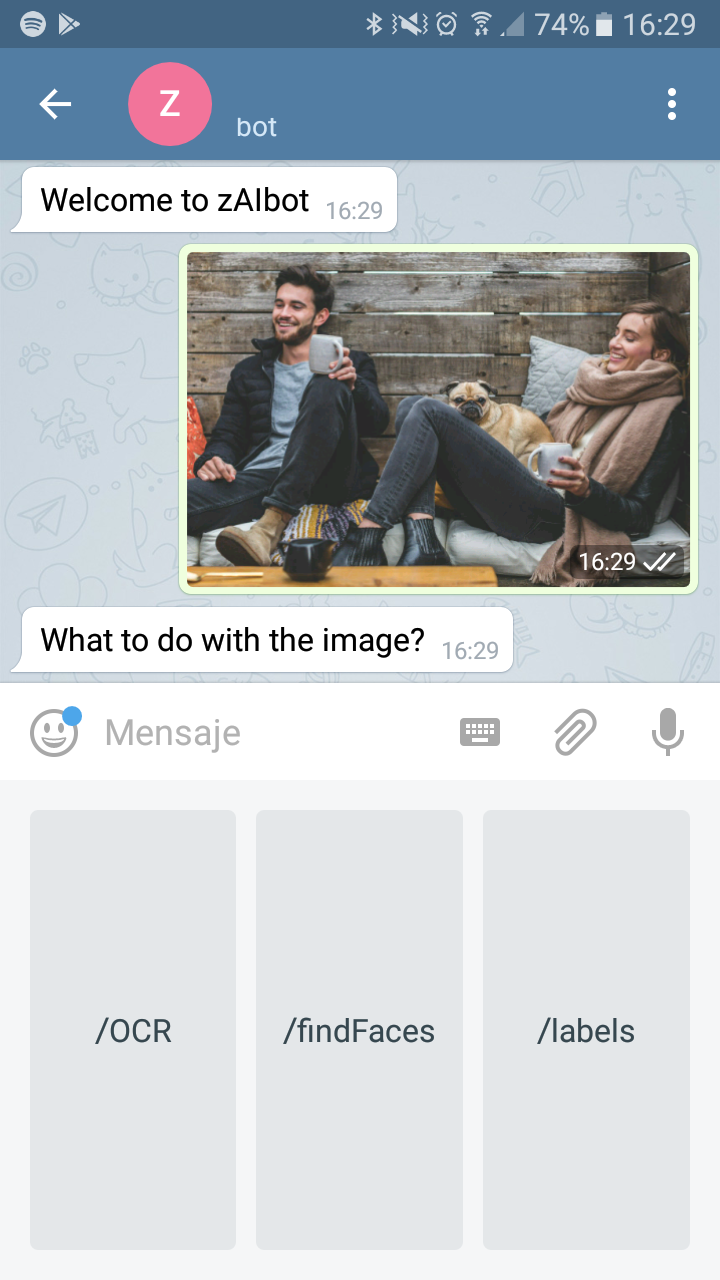 74% 16:29
Z
bot
Welcome to zAIbot 16:29
16:29
What to do with the image? 16:29
Mensaje
/OCR /findFaces /labels